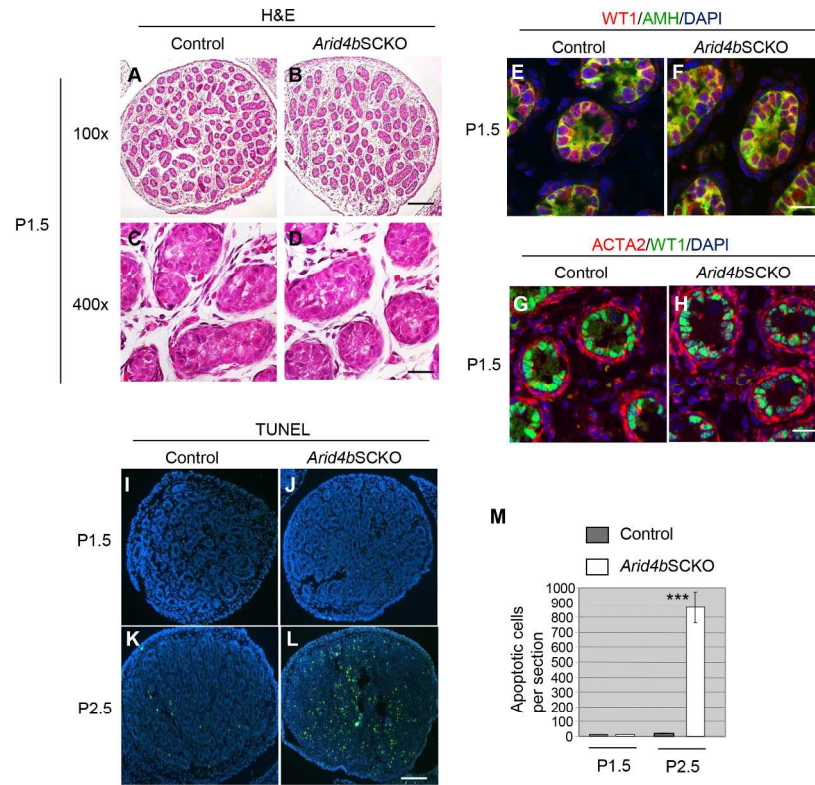 H&E
Control Arid4bSCKO
A B
100x
P1.5
C D
400x
WT1/AMH/DAPI
Control Arid4bSCKO
E F
P1.5
ACTA2/WT1/DAPI
Control Arid4bSCKO
G H
P1.5
TUNEL
Control Arid4bSCKO
I J
P1.5
K L
P2.5
M
Control
Arid4bSCKO
Apoptotic cells
per section
1000
900
800
700
600
500
400
300
200
100
0
***
P1.5 P2.5